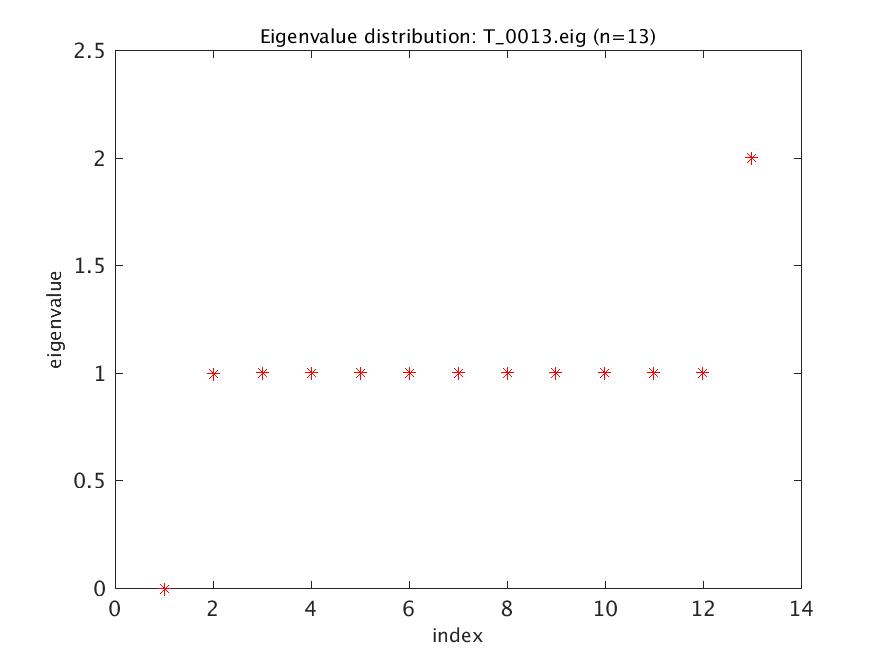 Eigenvalue distribution: T_0013.eig (n=13)
2.5
2
1.5
1
0.5
0
eigenvalue
0 2 4 6 8 10 12 14
index